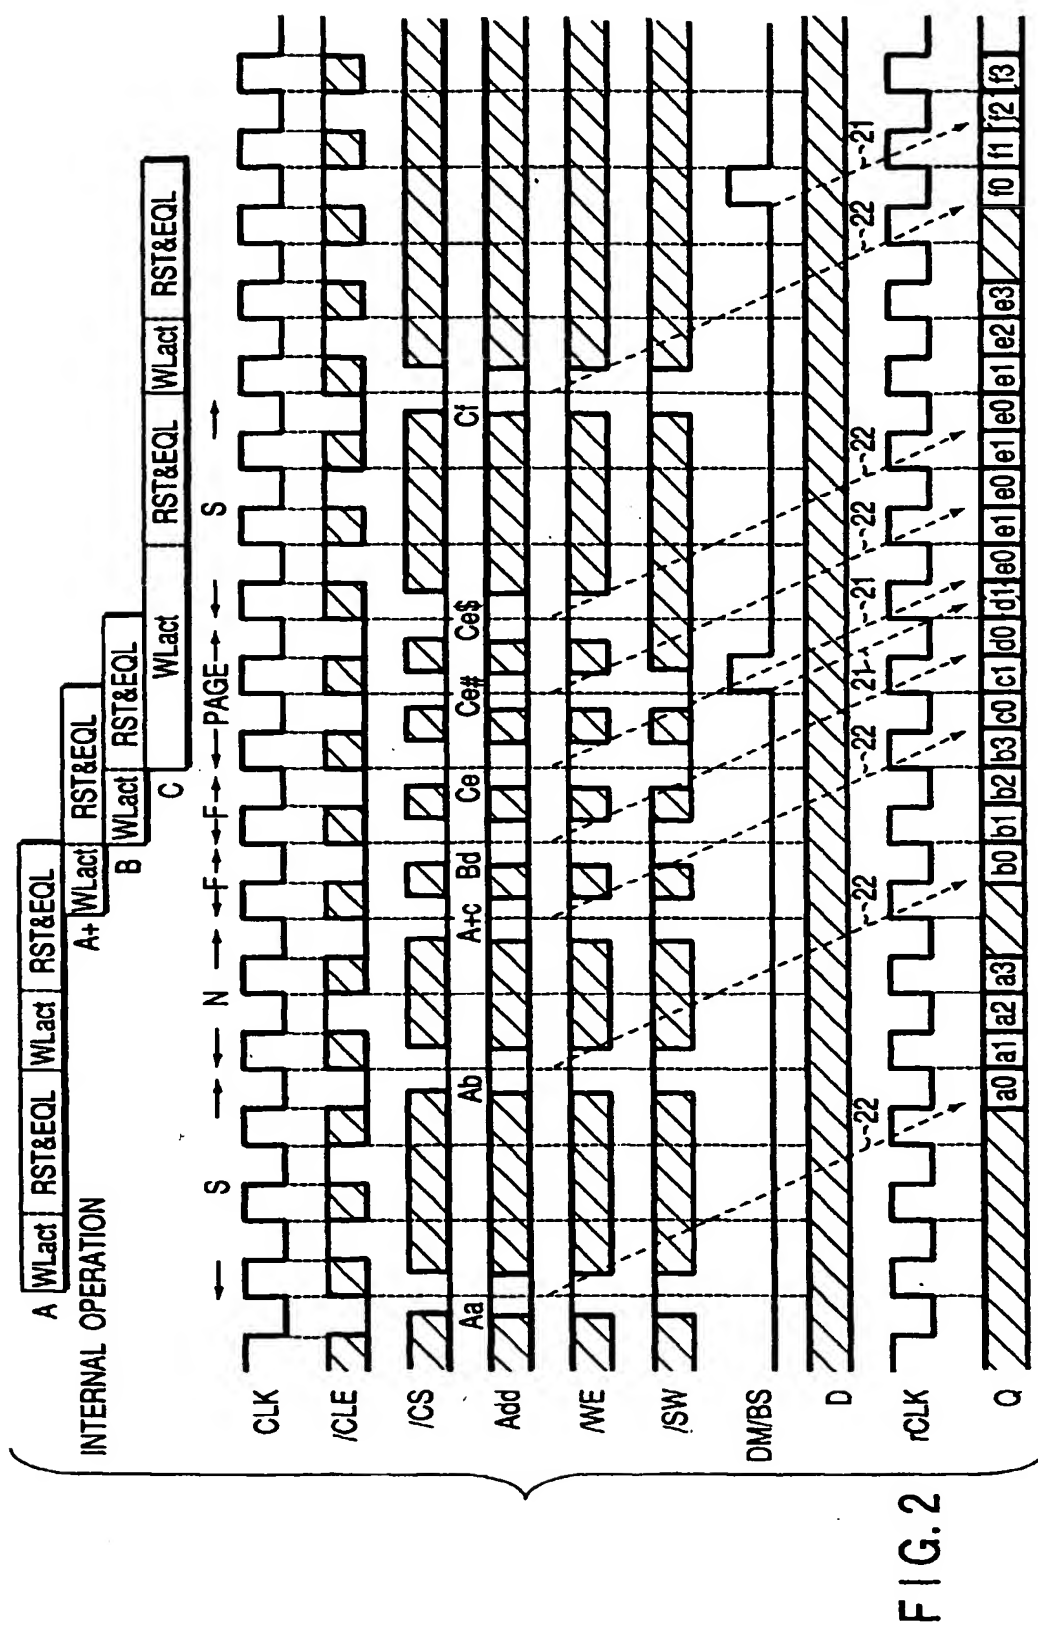 A WLact RST&EQL WLact RST&EQL
A+ WLact RST&EQL
B WLact RST&EQL
C WLact RST&EQL WLact RST&EQL
INTERNAL OPERATION
S N F F PAGE S
CLK
/CLE
/CS
Aa Ab A+c Bd Ce Ce# Ce$ Cf
Add
/WE
/SW
DM/BS
D
22 22 22 21 21 22 22 22 21
rCLK
Q a0 a1 a2 a3 b0 b1 b2 b3 c0 c1 d0 d1 e0 e1 e0 e1 e0 e1 e2 e3 f0 f1 f2 f3
FIG. 2